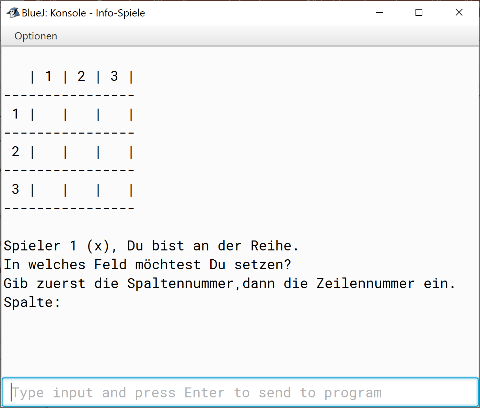 BlueJ: Konsole - Info-Spiele
Optionen
| 1 | 2 | 3 |
----------------
1 | | | |
----------------
2 | | | |
----------------
3 | | | |
----------------
Spieler 1 (x), Du bist an der Reihe.
In welches Feld möchtest Du setzen?
Gib zuerst die Spaltennummer,dann die Zeilennummer ein.
Spalte:
Type input and press Enter to send to program